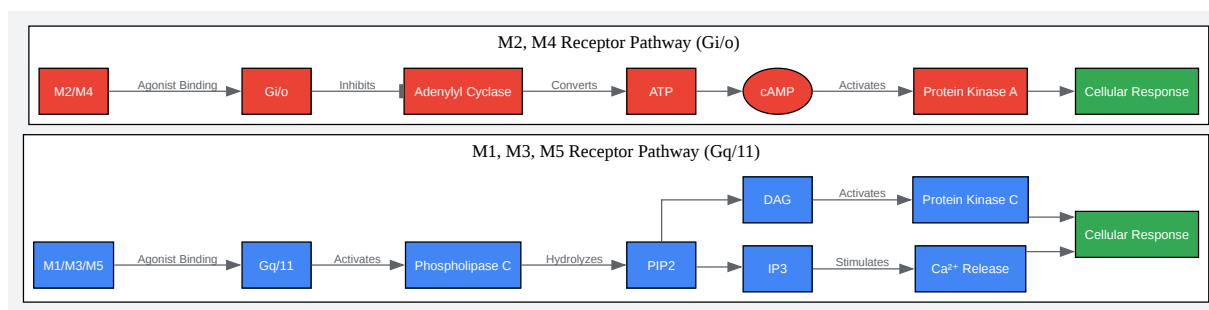 M2, M4 Receptor Pathway (Gi/o)
M2/M4 Agonist Binding Gi/o Inhibits Adenylyl Cyclase Converts ATP cAMP Activates Protein Kinase A Cellular Response
M1, M3, M5 Receptor Pathway (Gq/11)
DAG Activates Protein Kinase C
Cellular Response
M1/M3/M5 Agonist Binding Gq/11 Activates Phospholipase C Hydrolyzes PIP2 IP3 Stimulates Ca²⁺ Release